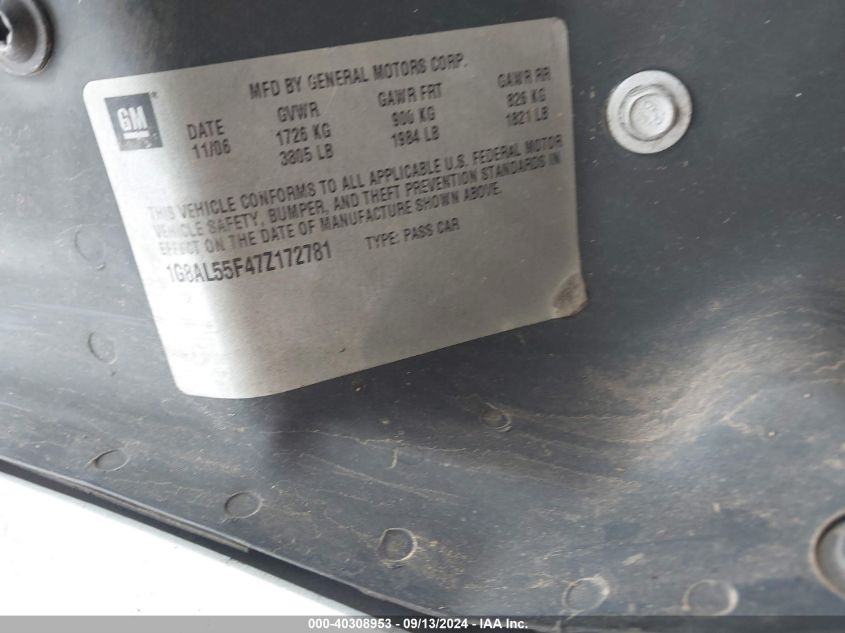 MFD BY GENERAL MOTORS CORP.
GM
DATE GVWR GAWR FRT GAWR RR
11/06 1726 KG 900 KG 826 KG
3805 LB 1984 LB 1821 LB
THIS VEHICLE CONFORMS TO ALL APPLICABLE U.S. FEDERAL MOTOR
VEHICLE SAFETY, BUMPER, AND THEFT PREVENTION STANDARDS IN
EFFECT ON THE DATE OF MANUFACTURE SHOWN ABOVE.
1G8AL55F47Z172781 TYPE: PASS CAR
000-40308953 - 09/13/2024 - IAA Inc.